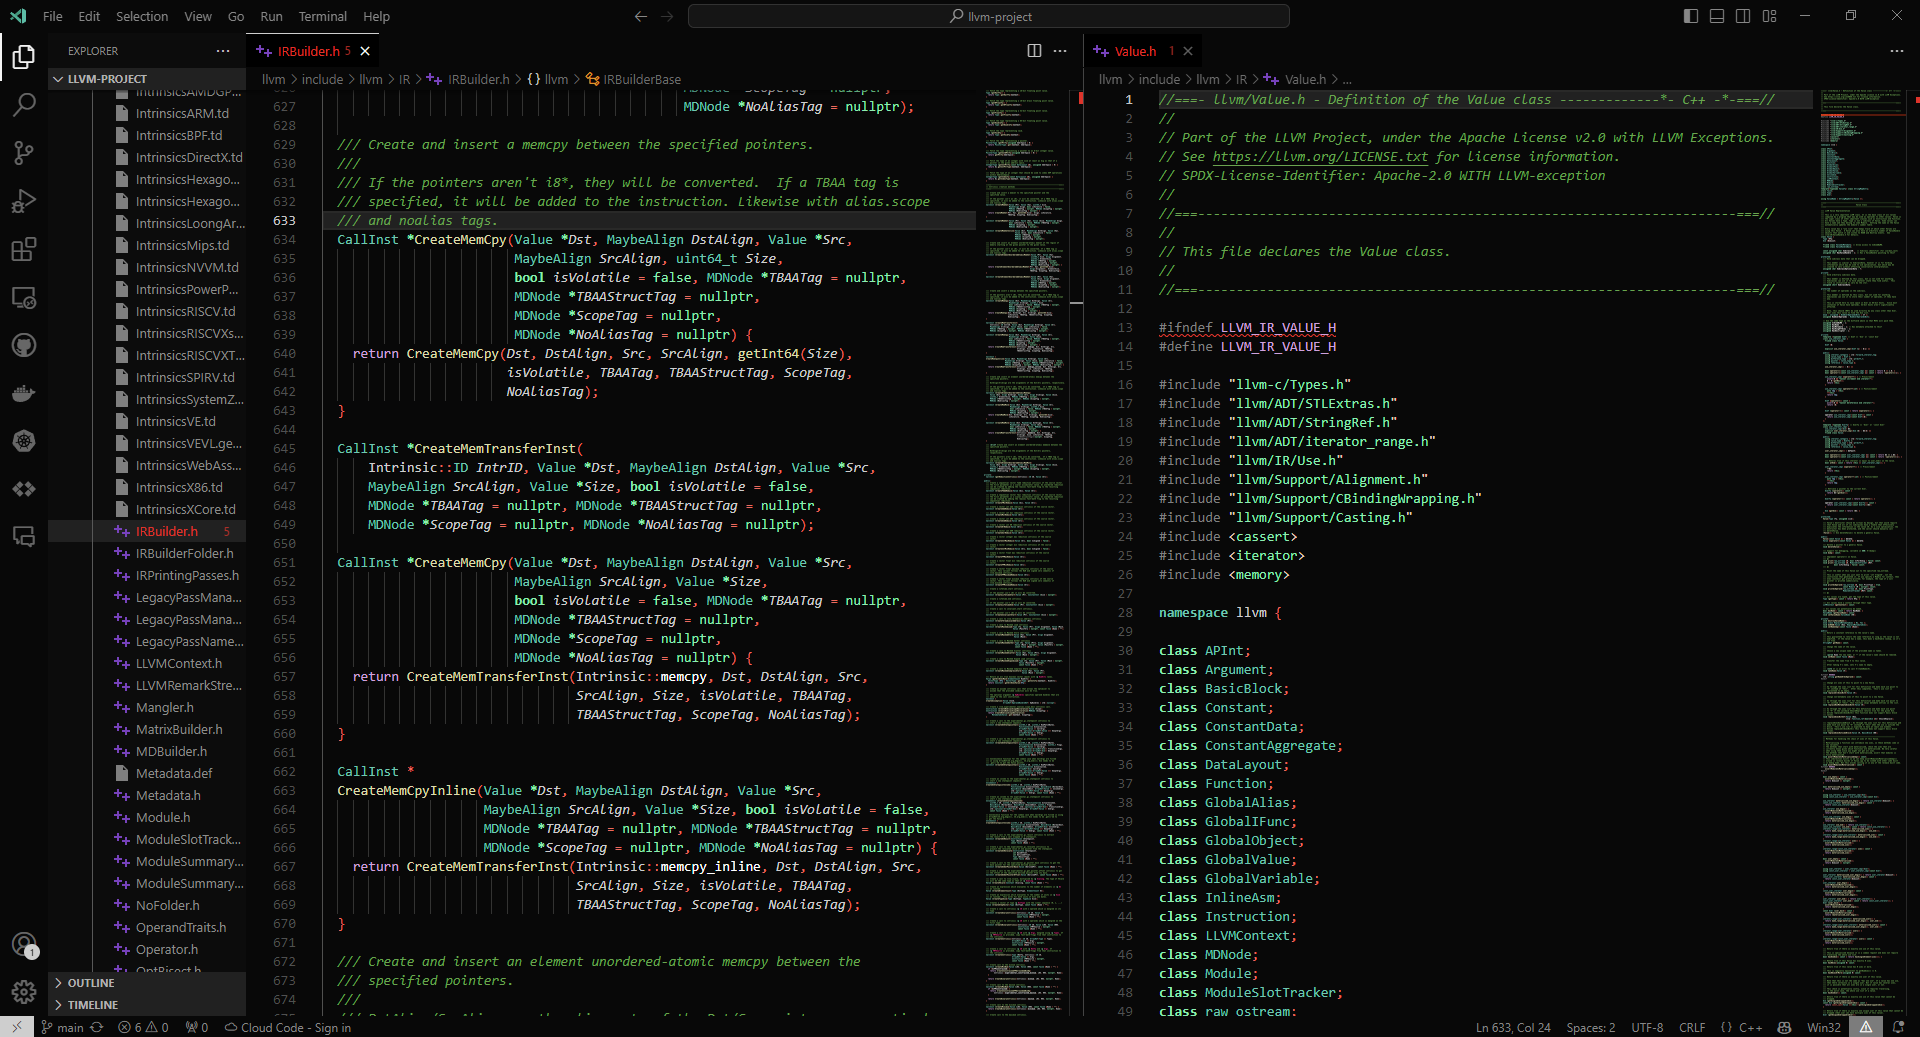 File Edit Selection View Go Run Terminal Help
llvm-project
EXPLORER
LLVM-PROJECT
IntrinsicsAMDGP...
IntrinsicsARM.td
IntrinsicsBPF.td
IntrinsicsDirectX.td
IntrinsicsHexago...
IntrinsicsHexago...
IntrinsicsLoongAr...
IntrinsicsMips.td
IntrinsicsNVVM.td
IntrinsicsPowerP...
IntrinsicsRISCV.td
IntrinsicsRISCVXs...
IntrinsicsRISCVXT...
IntrinsicsSPIRV.td
IntrinsicsSystemZ...
IntrinsicsVE.td
IntrinsicsVEVL.ge...
IntrinsicsWebAss...
IntrinsicsX86.td
IntrinsicsXCore.td
IRBuilder.h 5
IRBuilderFolder.h
IRPrintingPasses.h
LegacyPassMana...
LegacyPassMana...
LegacyPassName...
LLVMContext.h
LLVMRemarkStre...
Mangler.h
MatrixBuilder.h
MDBuilder.h
Metadata.def
Metadata.h
Module.h
ModuleSlotTrack...
ModuleSummary...
ModuleSummary...
NoFolder.h
OperandTraits.h
Operator.h
OptBisect.h
OUTLINE
TIMELINE
IRBuilder.h 5
llvm > include > llvm > IR > IRBuilder.h > {} llvm > IRBuilderBase
627 MDNode *NoAliasTag = nullptr);
628
629 /// Create and insert a memcpy between the specified pointers.
630 ///
631 /// If the pointers aren't i8*, they will be converted.  If a TBAA tag is
632 /// specified, it will be added to the instruction. Likewise with alias.scope
633 /// and noalias tags.
634 CallInst *CreateMemCpy(Value *Dst, MaybeAlign DstAlign, Value *Src,
635 MaybeAlign SrcAlign, uint64_t Size,
636 bool isVolatile = false, MDNode *TBAATag = nullptr,
637 MDNode *TBAAStructTag = nullptr,
638 MDNode *ScopeTag = nullptr,
639 MDNode *NoAliasTag = nullptr) {
640 return CreateMemCpy(Dst, DstAlign, Src, SrcAlign, getInt64(Size),
641 isVolatile, TBAATag, TBAAStructTag, ScopeTag,
642 NoAliasTag);
643 }
644
645 CallInst *CreateMemTransferInst(
646 Intrinsic::ID IntrID, Value *Dst, MaybeAlign DstAlign, Value *Src,
647 MaybeAlign SrcAlign, Value *Size, bool isVolatile = false,
648 MDNode *TBAATag = nullptr, MDNode *TBAAStructTag = nullptr,
649 MDNode *ScopeTag = nullptr, MDNode *NoAliasTag = nullptr);
650
651 CallInst *CreateMemCpy(Value *Dst, MaybeAlign DstAlign, Value *Src,
652 MaybeAlign SrcAlign, Value *Size,
653 bool isVolatile = false, MDNode *TBAATag = nullptr,
654 MDNode *TBAAStructTag = nullptr,
655 MDNode *ScopeTag = nullptr,
656 MDNode *NoAliasTag = nullptr) {
657 return CreateMemTransferInst(Intrinsic::memcpy, Dst, DstAlign, Src,
658 SrcAlign, Size, isVolatile, TBAATag,
659 TBAAStructTag, ScopeTag, NoAliasTag);
660 }
661
662 CallInst *
663 CreateMemCpyInline(Value *Dst, MaybeAlign DstAlign, Value *Src,
664 MaybeAlign SrcAlign, Value *Size, bool isVolatile = false,
665 MDNode *TBAATag = nullptr, MDNode *TBAAStructTag = nullptr,
666 MDNode *ScopeTag = nullptr, MDNode *NoAliasTag = nullptr) {
667 return CreateMemTransferInst(Intrinsic::memcpy_inline, Dst, DstAlign, Src,
668 SrcAlign, Size, isVolatile, TBAATag,
669 TBAAStructTag, ScopeTag, NoAliasTag);
670 }
671
672 /// Create and insert an element unordered-atomic memcpy between the
673 /// specified pointers.
674 ///
Value.h 1
llvm > include > llvm > IR > Value.h > ...
1 //===- llvm/Value.h - Definition of the Value class -------------*- C++ -*-===//
2 //
3 // Part of the LLVM Project, under the Apache License v2.0 with LLVM Exceptions.
4 // See https://llvm.org/LICENSE.txt for license information.
5 // SPDX-License-Identifier: Apache-2.0 WITH LLVM-exception
6 //
7 //===----------------------------------------------------------------------===//
8 //
9 // This file declares the Value class.
10 //
11 //===----------------------------------------------------------------------===//
12
13 #ifndef LLVM_IR_VALUE_H
14 #define LLVM_IR_VALUE_H
15
16 #include "llvm-c/Types.h"
17 #include "llvm/ADT/STLExtras.h"
18 #include "llvm/ADT/StringRef.h"
19 #include "llvm/ADT/iterator_range.h"
20 #include "llvm/IR/Use.h"
21 #include "llvm/Support/Alignment.h"
22 #include "llvm/Support/CBindingWrapping.h"
23 #include "llvm/Support/Casting.h"
24 #include <cassert>
25 #include <iterator>
26 #include <memory>
27
28 namespace llvm {
29
30 class APInt;
31 class Argument;
32 class BasicBlock;
33 class Constant;
34 class ConstantData;
35 class ConstantAggregate;
36 class DataLayout;
37 class Function;
38 class GlobalAlias;
39 class GlobalIFunc;
40 class GlobalObject;
41 class GlobalValue;
42 class GlobalVariable;
43 class InlineAsm;
44 class Instruction;
45 class LLVMContext;
46 class MDNode;
47 class Module;
48 class ModuleSlotTracker;
49 class raw_ostream;
1
main 6 0 0 Cloud Code - Sign in
Ln 633, Col 24 Spaces: 2 UTF-8 CRLF {} C++ Win32